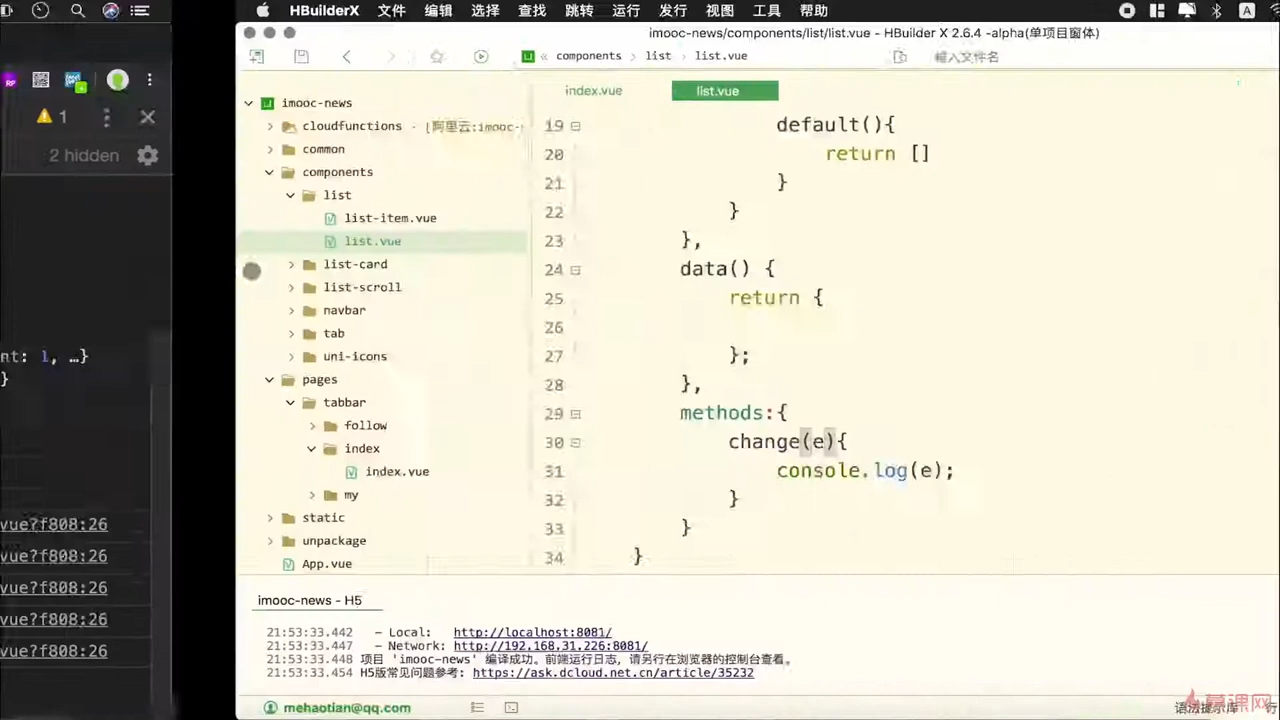 HBuilderX 文件 编辑 选择 查找 跳转 运行 发行 视图 工具 帮助
imooc-news/components/list/list.vue - HBuilder X 2.6.4 -alpha(单项目窗体)
components list list.vue 输入文件名
1
2 hidden
nt: 1, …}
}
vue?f808:26
vue?f808:26
vue?f808:26
vue?f808:26
vue?f808:26
imooc-news
cloudfunctions - [阿里云:imooc-
common
components
list
list-item.vue
list.vue
list-card
list-scroll
navbar
tab
uni-icons
pages
tabbar
follow
index
index.vue
my
static
unpackage
App.vue
index.vue list.vue
19 default(){
20 return []
21 }
22 }
23 },
24 data() {
25 return {
26
27 };
28 },
29 methods:{
30 change(e){
31 console.log(e);
32 }
33 }
34 }
imooc-news - H5
21:53:33.442 - Local: http://localhost:8081/
21:53:33.447 - Network: http://192.168.31.226:8081/
21:53:33.448 项目 'imooc-news' 编译成功。前端运行日志，请另行在浏览器的控制台查看。
21:53:33.454 H5版常见问题参考: https://ask.dcloud.net.cn/article/35232
mehaotian@qq.com
语法提示库 行
慕课网